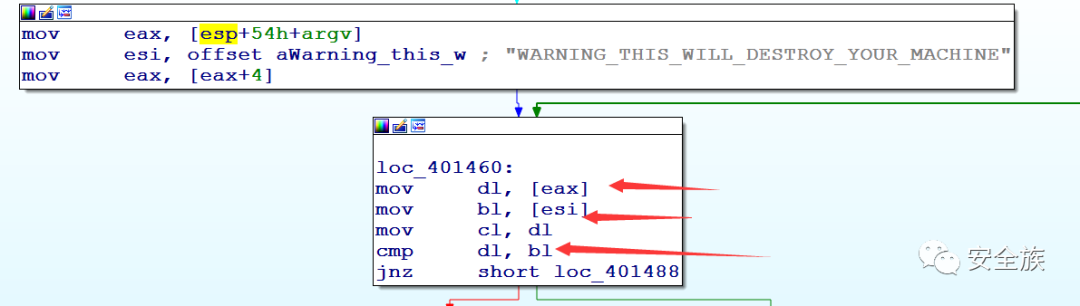 mov     eax, [esp+54h+argv]
mov     esi, offset aWarning_this_w ; "WARNING_THIS_WILL_DESTROY_YOUR_MACHINE"
mov     eax, [eax+4]
loc_401460:
mov     dl, [eax]
mov     bl, [esi]
mov     cl, dl
cmp     dl, bl
jnz     short loc_401488
安全族